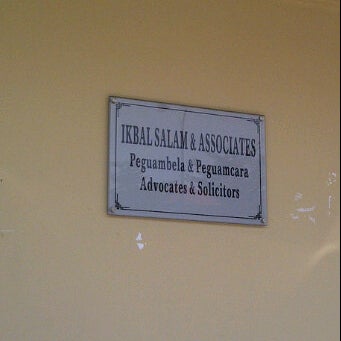 IKBAL SALAM & ASSOCIATES
Peguambela & Peguamcara
Advocates & Solicitors